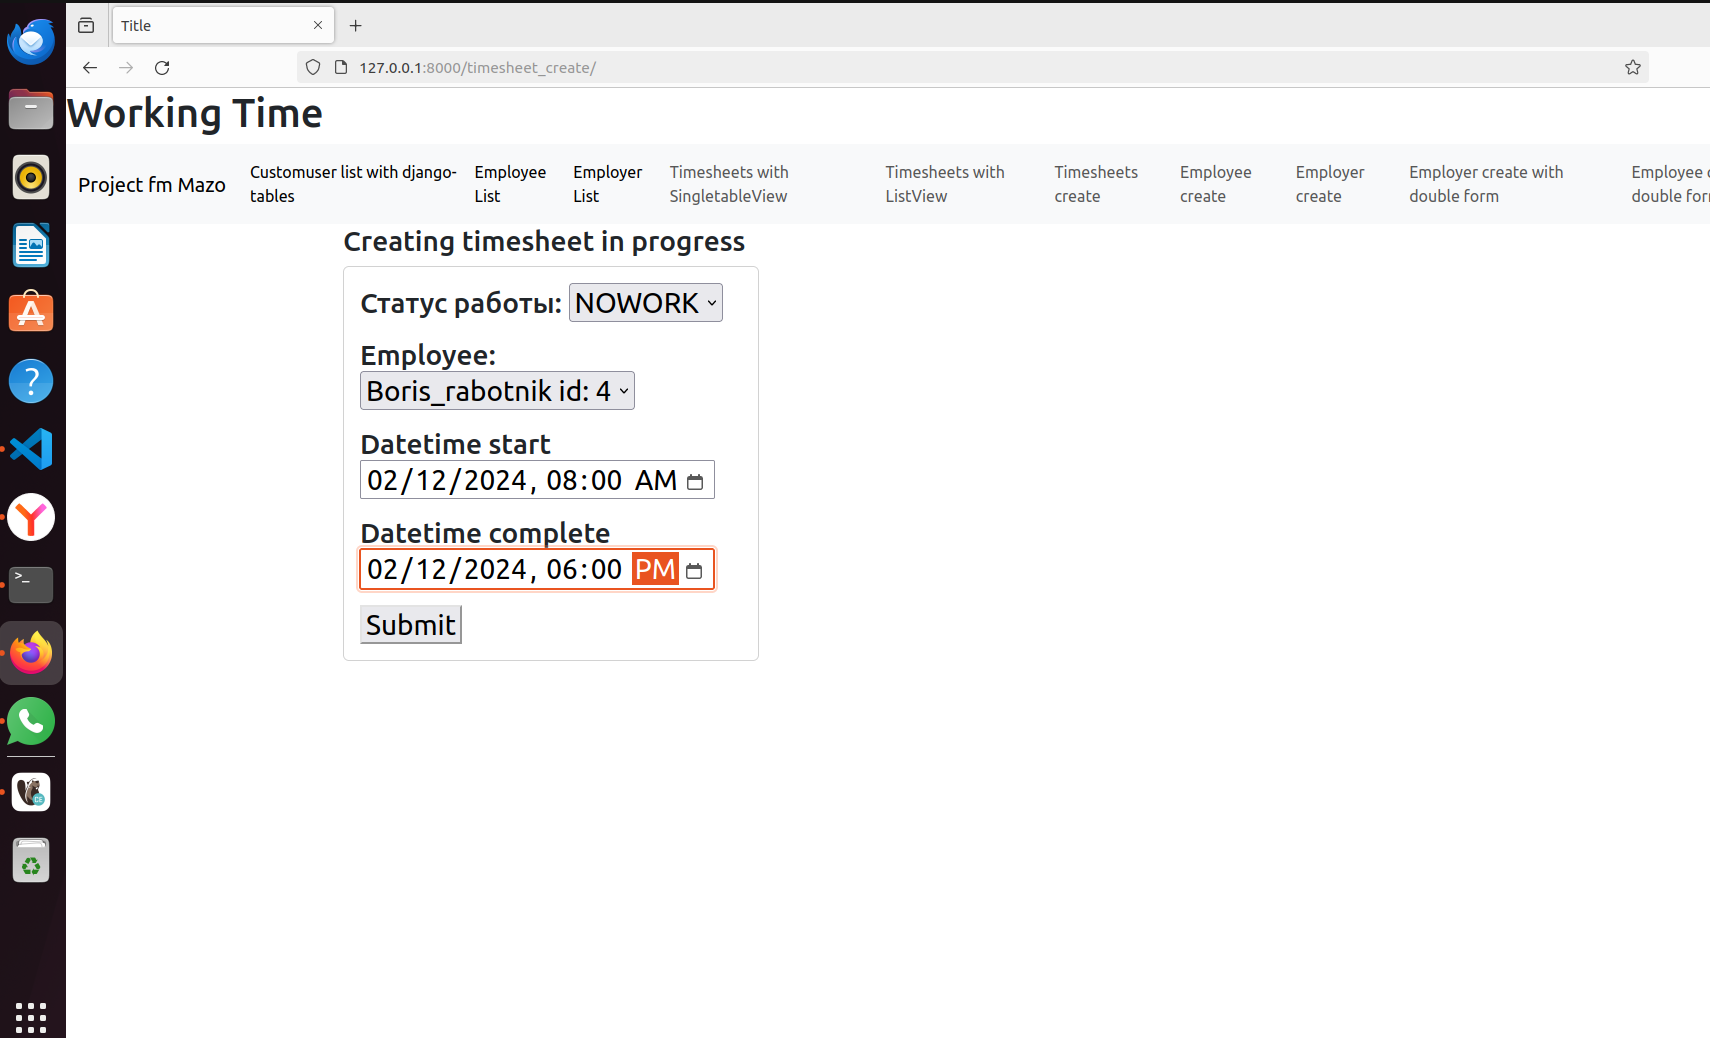 Title
127.0.0.1:8000/timesheet_create/
Working Time
Project fm Mazo
Customuser list with django-
tables
Employee
List
Employer
List
Timesheets with
SingletableView
Timesheets with
ListView
Timesheets
create
Employee
create
Employer
create
Employer create with
double form
Employee
double
Creating timesheet in progress
Статус работы: NOWORK
Employee:
Boris_rabotnik id: 4
Datetime start
02/12/2024, 08:00 AM
Datetime complete
02/12/2024, 06:00 PM
Submit